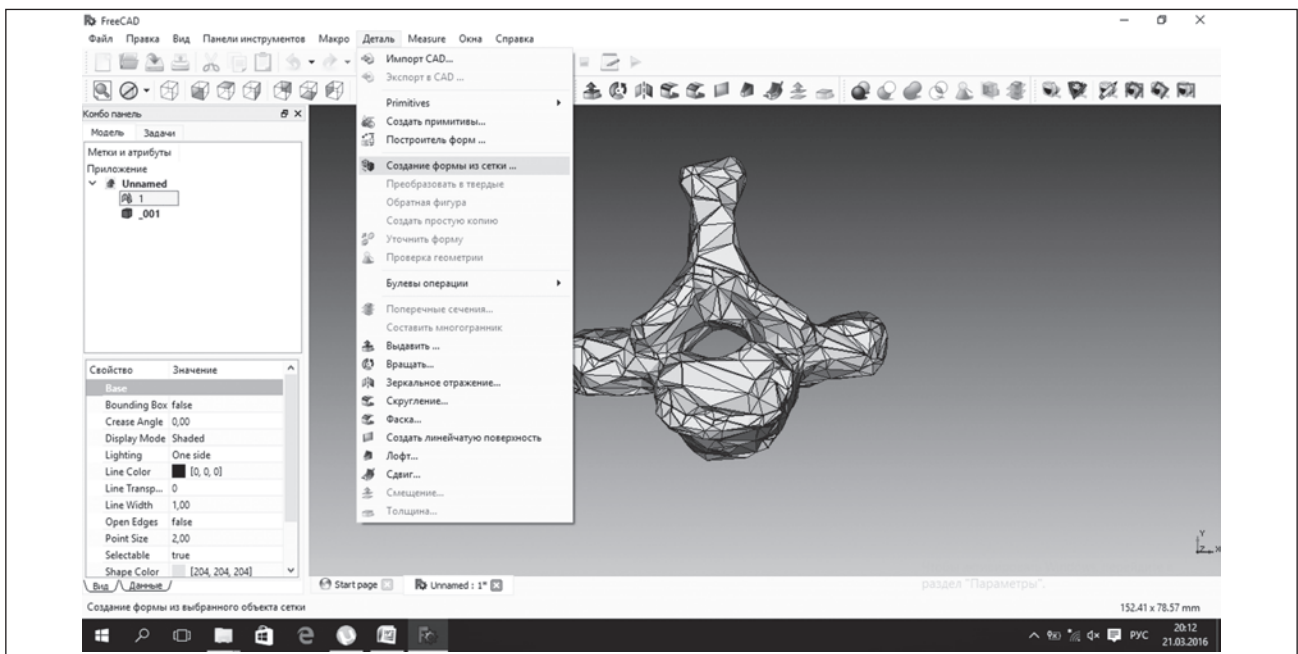 FreeCAD
Файл Правка Вид Панели инструментов Макро Деталь Measure Окна Справка
Импорт CAD...
Экспорт в CAD ...
Primitives
Создать примитивы...
Построитель форм ...
Создание формы из сетки ...
Преобразовать в твердые
Обратная фигура
Создать простую копию
Уточнить форму
Проверка геометрии
Булевы операции
Поперечные сечения...
Составить многогранник
Выдавить ...
Вращать...
Зеркальное отражение...
Скругление...
Фаска...
Создать линейчатую поверхность
Лофт...
Сдвиг...
Смещение...
Толщина...
Комбо панель
Модель Задачи
Метки и атрибуты
Приложение
Unnamed
1
_001
Свойство Значение
Base
Bounding Box false
Crease Angle 0,00
Display Mode Shaded
Lighting One side
Line Color [0, 0, 0]
Line Transp... 0
Line Width 1,00
Open Edges false
Point Size 2,00
Selectable true
Shape Color [204, 204, 204]
Вид Данные
Start page Unnamed : 1*
раздел "Параметры".
Y
Z X
Создание формы из выбранного объекта сетки
152.41 x 78.57 mm
РУС
20:12
21.03.2016